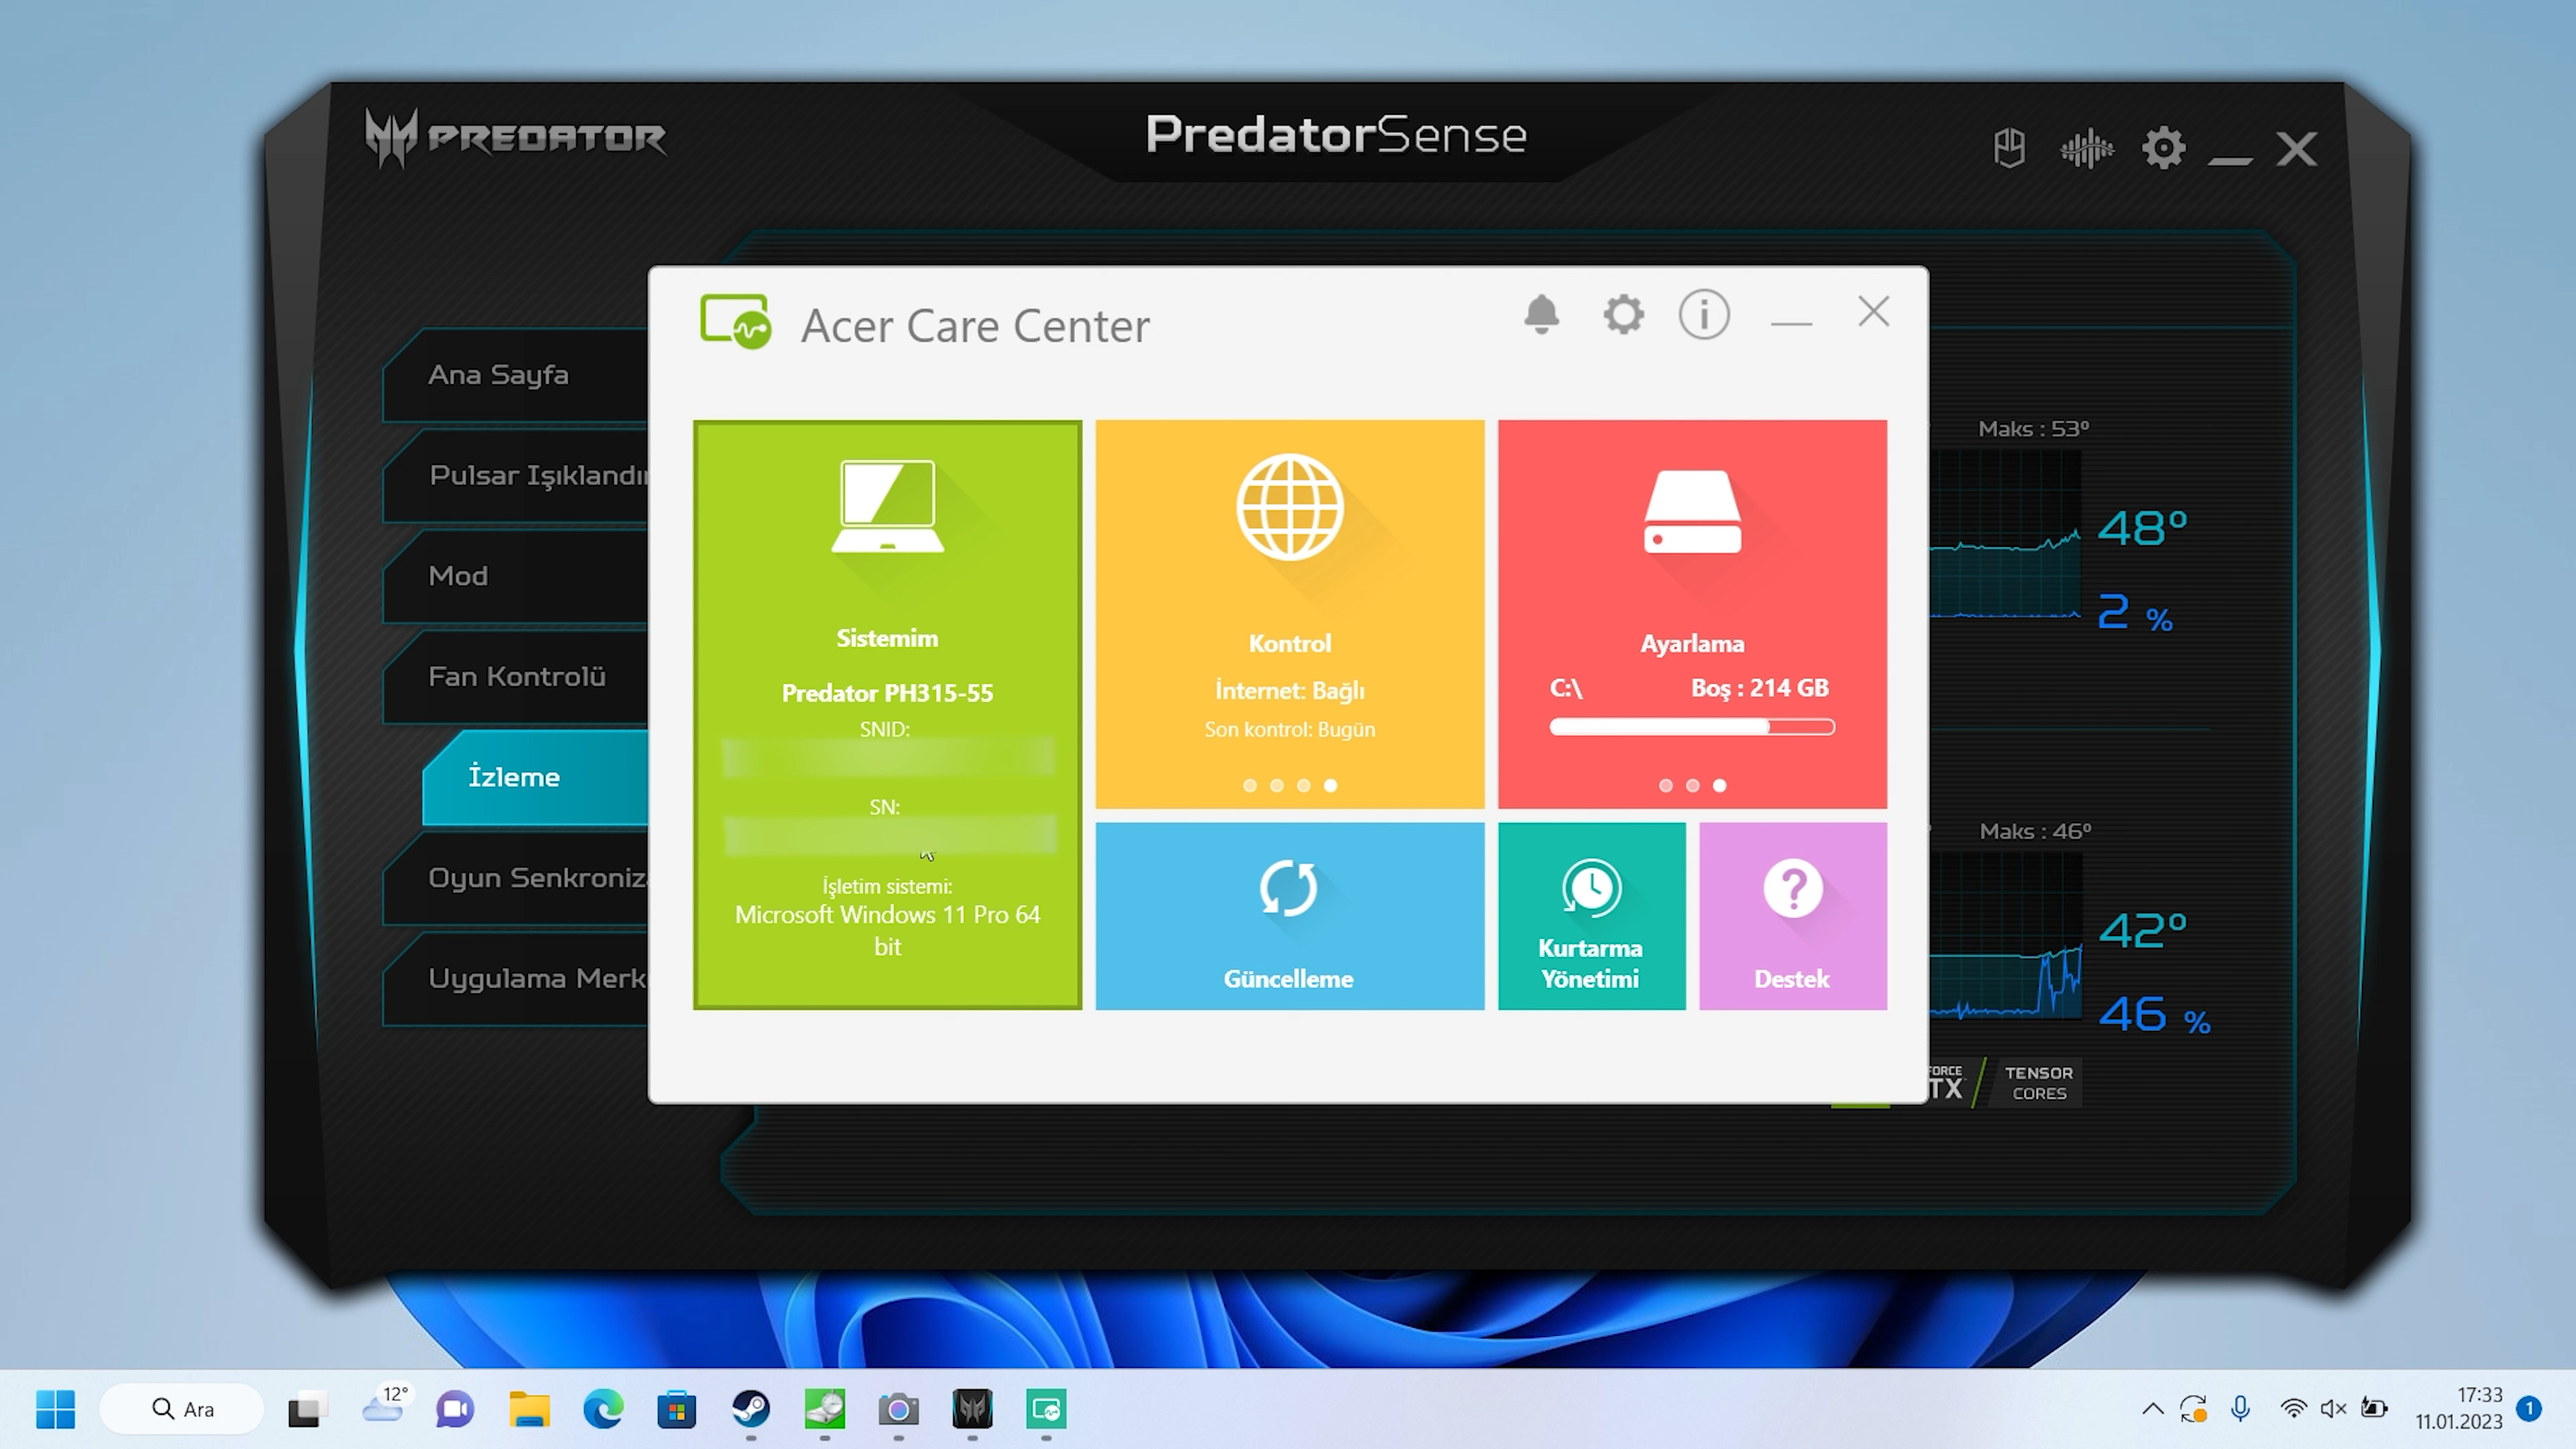 PREDATOR
PredatorSense
Acer Care Center
Ana Sayfa
Pulsar
Mod
Fan Kontrolü
İzleme
Oyun
Uygulama
Sistemim
Predator PH315-55
SNID:
SN:
İşletim sistemi:
Microsoft Windows 11 Pro 64
bit
Kontrol
İnternet: Bağlı
Son kontrol: Bugün
Ayarlama
C:\ Boş : 214 GB
Güncelleme
Kurtarma
Yönetimi
Destek
Maks : 53°
48°
2 %
Maks : 46°
42°
46 %
TENSOR
CORES
12°
Ara
17:33
11.01.2023
1